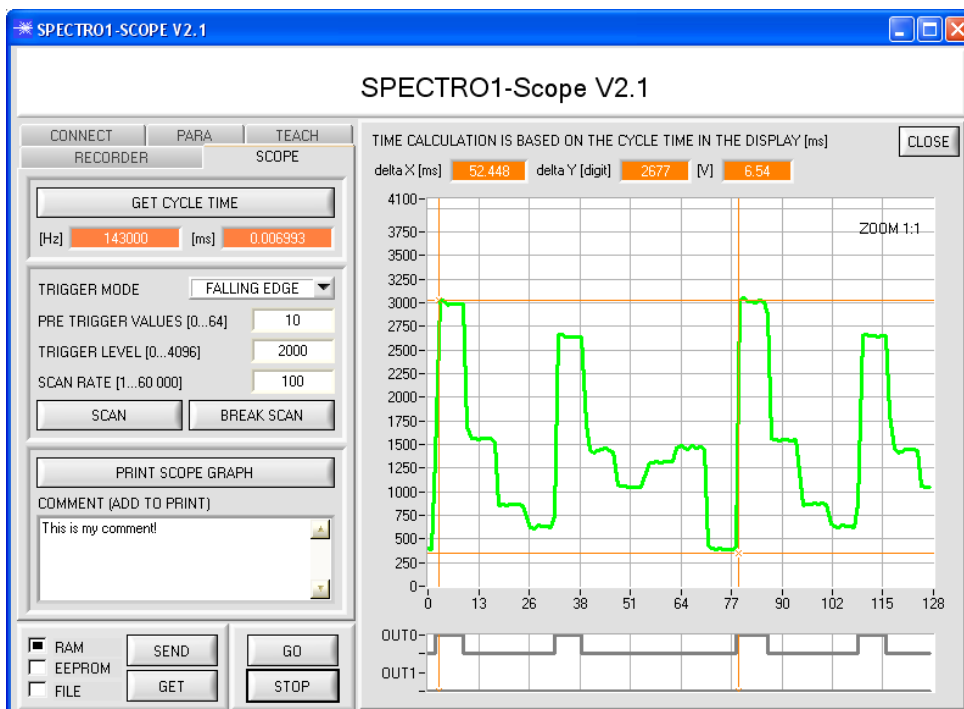 SPECTRO1-SCOPE V2.1
SPECTRO1-Scope V2.1
CONNECT PARA TEACH
RECORDER SCOPE
GET CYCLE TIME
[Hz] 143000 [ms] 0.006993
TRIGGER MODE FALLING EDGE
PRE TRIGGER VALUES [0...64] 10
TRIGGER LEVEL [0...4096] 2000
SCAN RATE [1...60 000] 100
SCAN BREAK SCAN
PRINT SCOPE GRAPH
COMMENT (ADD TO PRINT)
This is my comment!
RAM
EEPROM
FILE
SEND
GET
GO
STOP
TIME CALCULATION IS BASED ON THE CYCLE TIME IN THE DISPLAY [ms]
CLOSE
delta X [ms] 52.448 delta Y [digit] 2677 [V] 6.54
ZOOM 1:1
4100
3750
3500
3250
3000
2750
2500
2250
2000
1750
1500
1250
1000
750
500
250
0
0 13 26 38 51 64 77 90 102 115 128
OUT0
OUT1